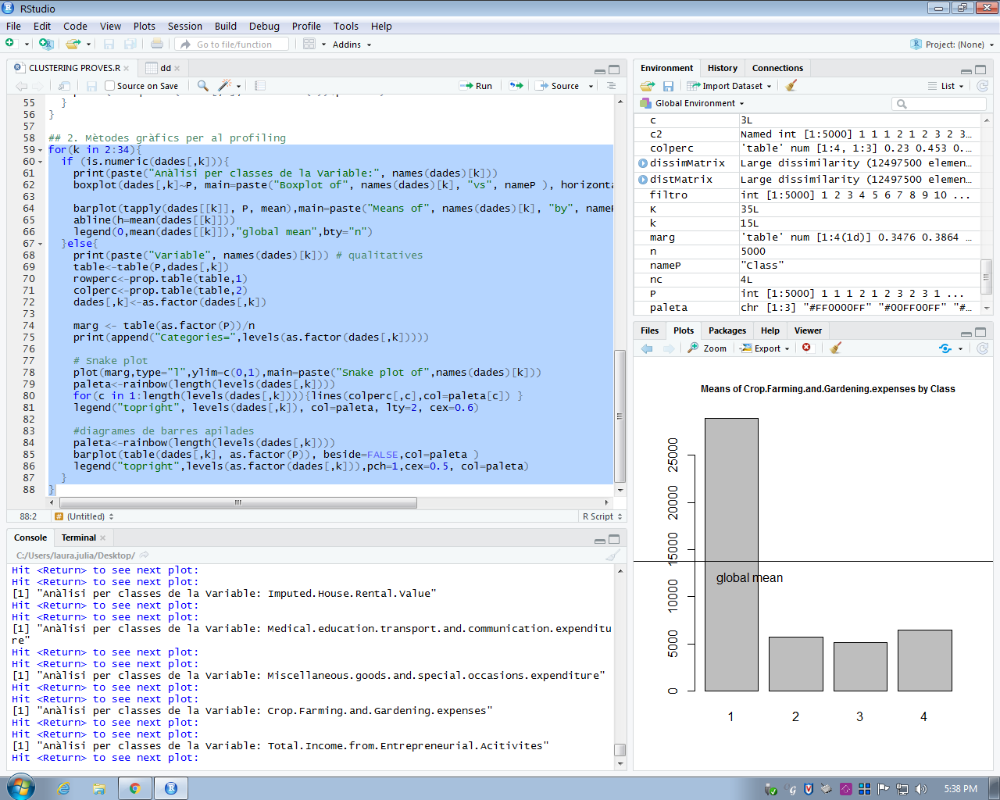 RStudio
File Edit Code View Plots Session Build Debug Profile Tools Help
Go to file/function Addins Project: (None)
CLUSTERING PROVES.R dd
Source on Save Run Source
55 }
56 }
57
58 ## 2. Mètodes gràfics per al profiling
59 for(k in 2:34){
60 if (is.numeric(dades[,k])){
61 print(paste("Anàlisi per classes de la Variable:", names(dades)[k]))
62 boxplot(dades[,k]~P, main=paste("Boxplot of", names(dades)[k], "vs", nameP ), horizonta
63
64 barplot(tapply(dades[[k]], P, mean),main=paste("Means of", names(dades)[k], "by", nameP
65 abline(h=mean(dades[[k]]))
66 legend(0,mean(dades[[k]]),"global mean",bty="n")
67 }else{
68 print(paste("Variable", names(dades)[k])) # qualitatives
69 table<-table(P,dades[,k])
70 rowperc<-prop.table(table,1)
71 colperc<-prop.table(table,2)
72 dades[,k]<-as.factor(dades[,k])
73
74 marg <- table(as.factor(P))/n
75 print(append("Categories=",levels(as.factor(dades[,k]))))
76
77 # Snake plot
78 plot(marg,type="l",ylim=c(0,1),main=paste("Snake plot of",names(dades)[k]))
79 paleta<-rainbow(length(levels(dades[,k])))
80 for(c in 1:length(levels(dades[,k]))){lines(colperc[,c],col=paleta[c]) }
81 legend("topright", levels(dades[,k]), col=paleta, lty=2, cex=0.6)
82
83 #diagrames de barres apilades
84 paleta<-rainbow(length(levels(dades[,k])))
85 barplot(table(dades[,k], as.factor(P)), beside=FALSE,col=paleta )
86 legend("topright",levels(as.factor(dades[,k])),pch=1,cex=0.5, col=paleta)
87 }
88 }
88:2 (Untitled) R Script
Console Terminal
C:/Users/laura.julia/Desktop/
Hit <Return> to see next plot:
Hit <Return> to see next plot:
[1] "Anàlisi per classes de la Variable: Imputed.House.Rental.Value"
Hit <Return> to see next plot:
Hit <Return> to see next plot:
[1] "Anàlisi per classes de la Variable: Medical.education.transport.and.communication.expenditu
re"
Hit <Return> to see next plot:
Hit <Return> to see next plot:
[1] "Anàlisi per classes de la Variable: Miscellaneous.goods.and.special.occasions.expenditure"
Hit <Return> to see next plot:
Hit <Return> to see next plot:
[1] "Anàlisi per classes de la Variable: Crop.Farming.and.Gardening.expenses"
Hit <Return> to see next plot:
Hit <Return> to see next plot:
[1] "Anàlisi per classes de la Variable: Total.Income.from.Entrepreneurial.Acitivites"
Hit <Return> to see next plot:
Environment History Connections
Import Dataset List
Global Environment
c 3L
c2 Named int [1:5000] 1 1 1 2 1 2 3 2 3…
colperc 'table' num [1:4, 1:3] 0.23 0.453 0.…
dissimMatrix Large dissimilarity (12497500 elemen…
distMatrix Large dissimilarity (12497500 elemen…
filtro int [1:5000] 1 2 3 4 5 6 7 8 9 10 ...
K 35L
k 15L
marg 'table' num [1:4(1d)] 0.3476 0.3864 …
n 5000
nameP "Class"
nc 4L
P int [1:5000] 1 1 1 2 1 2 3 2 3 1 ...
paleta chr [1:3] "#FF0000FF" "#00FF00FF" "#…
Files Plots Packages Help Viewer
Zoom Export
Means of Crop.Farming.and.Gardening.expenses by Class
25000
20000
15000
10000
5000
0
global mean
1 2 3 4
5:38 PM